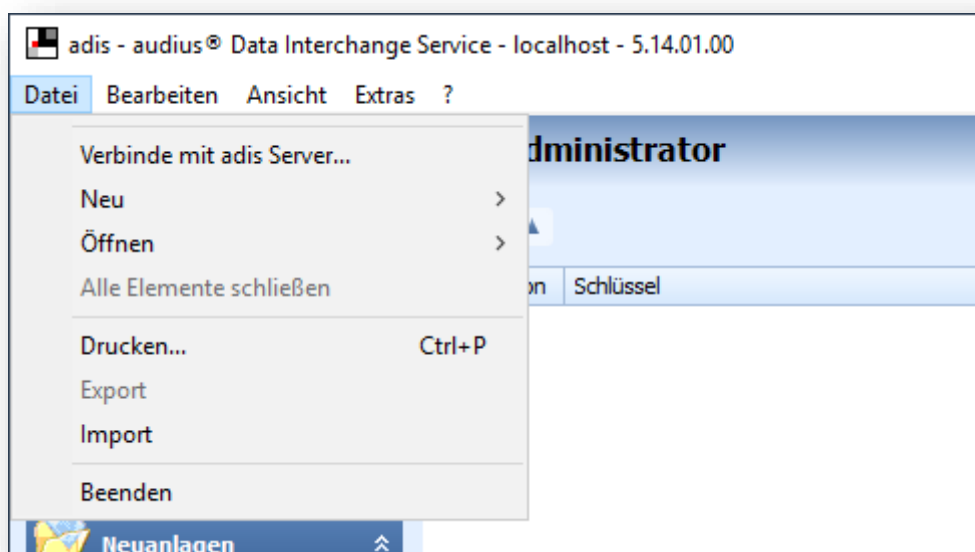 adis - audius® Data Interchange Service - localhost - 5.14.01.00
Datei Bearbeiten Ansicht Extras ?
Verbinde mit adis Server...
Neu
Öffnen
Alle Elemente schließen
Drucken... Ctrl+P
Export
Import
Beenden
dministrator
on Schlüssel
Neuanlagen